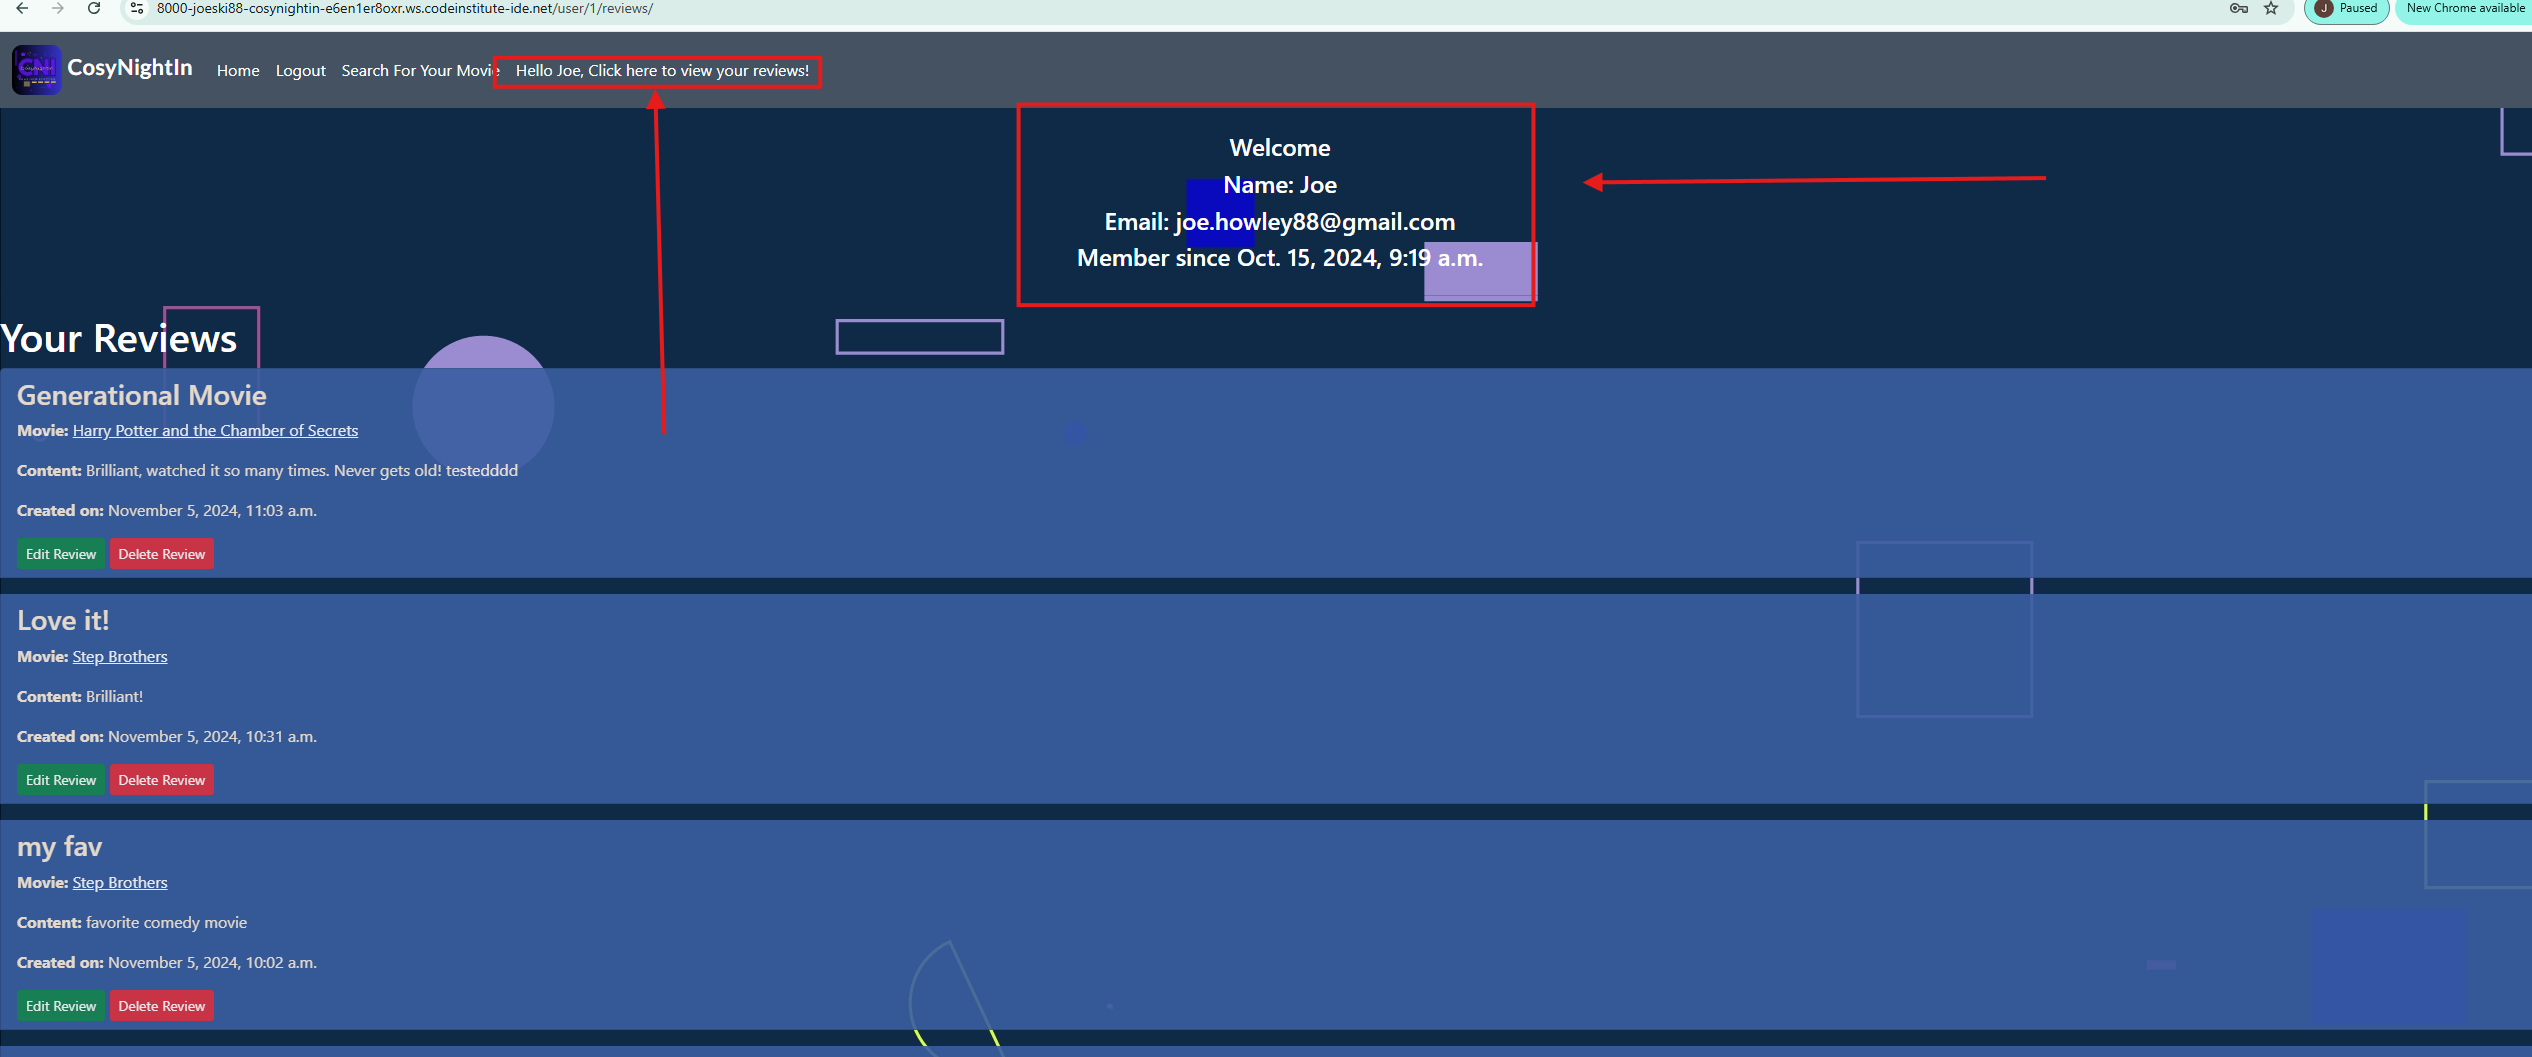 8000-joeski88-cosynightin-e6en1er8oxr.ws.codeinstitute-ide.net/user/1/reviews/
J Paused
New Chrome available
CNI
CosyNightIn
Home
Logout
Search For Your Movie
Hello Joe, Click here to view your reviews!
Welcome
Name: Joe
Email: joe.howley88@gmail.com
Member since Oct. 15, 2024, 9:19 a.m.
Your Reviews
Generational Movie
Movie: Harry Potter and the Chamber of Secrets
Content: Brilliant, watched it so many times. Never gets old! testedddd
Created on: November 5, 2024, 11:03 a.m.
Edit Review
Delete Review
Love it!
Movie: Step Brothers
Content: Brilliant!
Created on: November 5, 2024, 10:31 a.m.
Edit Review
Delete Review
my fav
Movie: Step Brothers
Content: favorite comedy movie
Created on: November 5, 2024, 10:02 a.m.
Edit Review
Delete Review